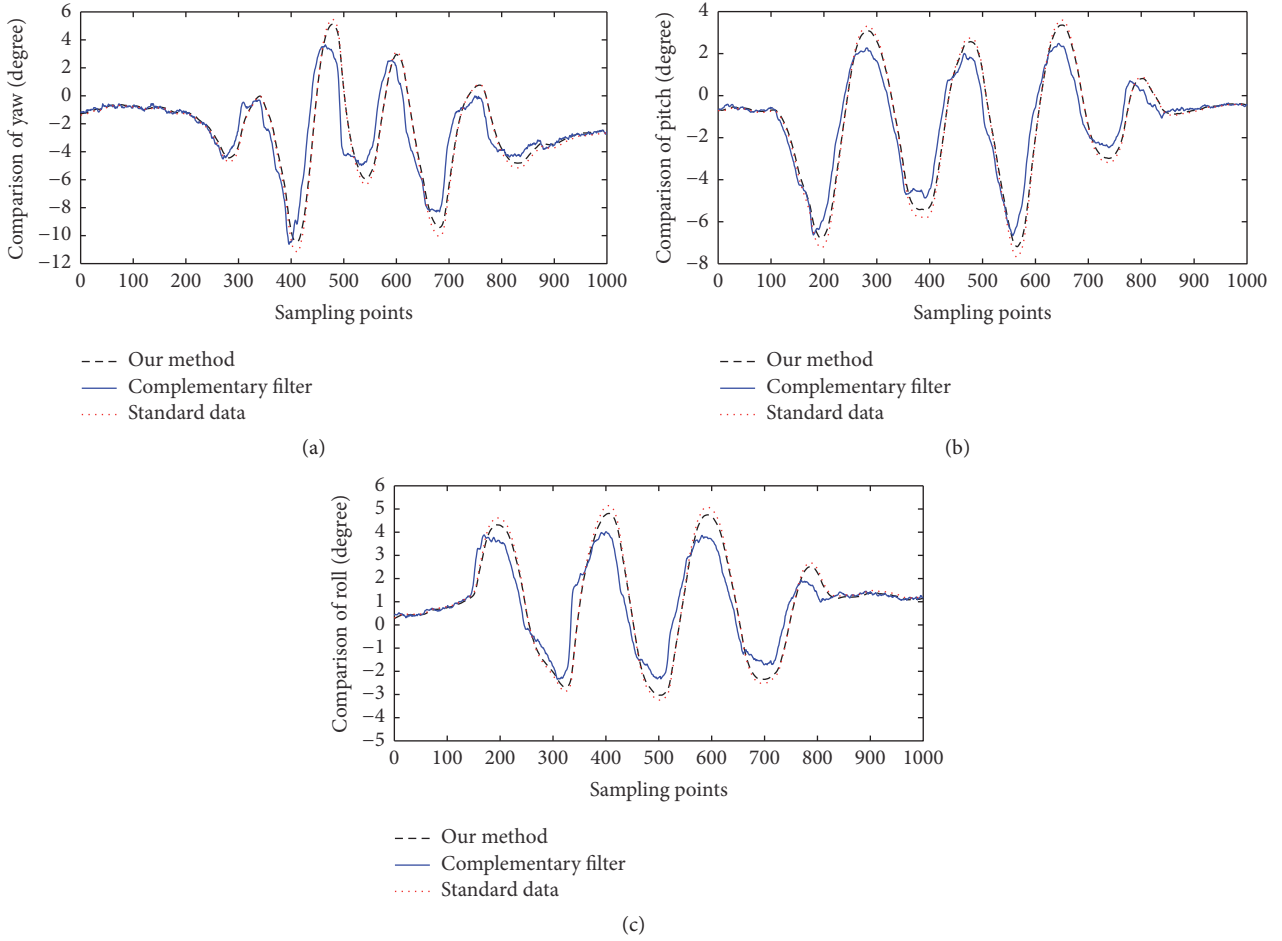 Comparison of yaw (degree)
6
4
2
0
−2
−4
−6
−8
−10
−12
0 100 200 300 400 500 600 700 800 900 1000
Sampling points
Our method
Complementary filter
Standard data
(a)
Comparison of pitch (degree)
4
2
0
−2
−4
−6
−8
0 100 200 300 400 500 600 700 800 900 1000
Sampling points
Our method
Complementary filter
Standard data
(b)
Comparison of roll (degree)
6
5
4
3
2
1
0
−1
−2
−3
−4
−5
0 100 200 300 400 500 600 700 800 900 1000
Sampling points
Our method
Complementary filter
Standard data
(c)